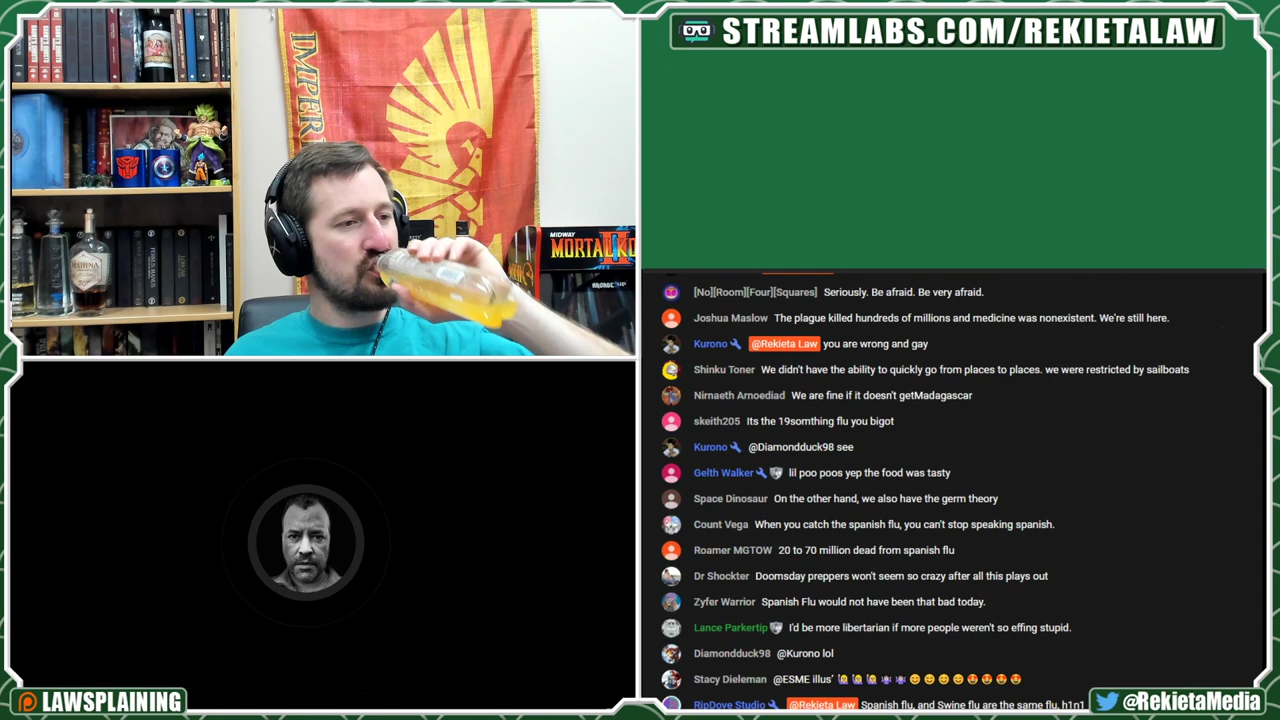 STREAMLABS.COM/REKIETALAW
IMPER
MIDWAY
MORTAL KO
II
MAHINA
[No][Room][Four][Squares] Seriously. Be afraid. Be very afraid.
Joshua Maslow The plague killed hundreds of millions and medicine was nonexistent. We're still here.
Kurono @Rekieta Law you are wrong and gay
Shinku Toner We didn't have the ability to quickly go from places to places. we were restricted by sailboats
Nirnaeth Arnoediad We are fine if it doesn't getMadagascar
skeith205 Its the 19somthing flu you bigot
Kurono @Diamondduck98 see
Gelth Walker lil poo poos yep the food was tasty
Space Dinosaur On the other hand, we also have the germ theory
Count Vega When you catch the spanish flu, you can't stop speaking spanish.
Roamer MGTOW 20 to 70 million dead from spanish flu
Dr Shockter Doomsday preppers won't seem so crazy after all this plays out
Zyfer Warrior Spanish Flu would not have been that bad today.
Lance Parkertip I'd be more libertarian if more people weren't so effing stupid.
Diamondduck98 @Kurono lol
Stacy Dieleman @ESME illus'
RipDove Studio @Rekieta Law Spanish flu, and Swine flu are the same flu, h1n1
LAWSPLAINING
@RekietaMedia